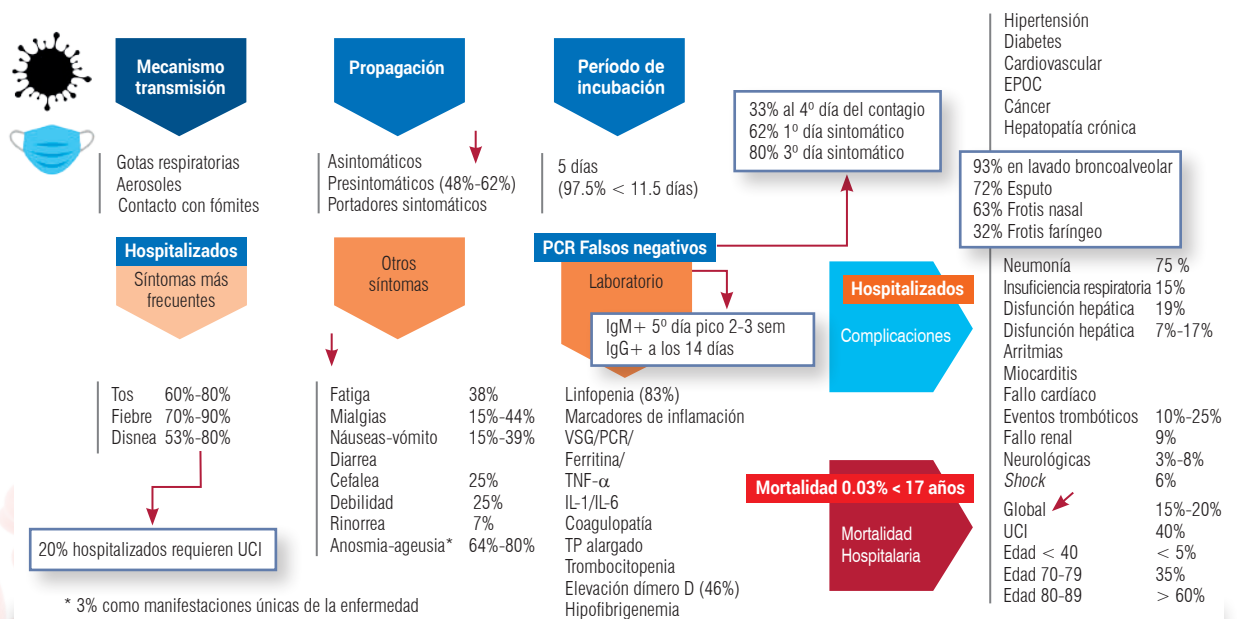 Mecanismo
transmisión
Gotas respiratorias
Aerosoles
Contacto con fómites
Propagación
Asintomáticos
Presintomáticos (48%-62%)
Portadores sintomáticos
Período de
incubación
5 días
(97.5% < 11.5 días)
33% al 4º día del contagio
62% 1º día sintomático
80% 3º día sintomático
Hipertensión
Diabetes
Cardiovascular
EPOC
Cáncer
Hepatopatía crónica
93% en lavado broncoalveolar
72% Esputo
63% Frotis nasal
32% Frotis faríngeo
Hospitalizados
Síntomas más
frecuentes
Tos 60%-80%
Fiebre 70%-90%
Disnea 53%-80%
20% hospitalizados requieren UCI
Otros
síntomas
Fatiga 38%
Mialgias 15%-44%
Náuseas-vómito 15%-39%
Diarrea
Cefalea 25%
Debilidad 25%
Rinorrea 7%
Anosmia-ageusia* 64%-80%
* 3% como manifestaciones únicas de la enfermedad
PCR Falsos negativos
Laboratorio
IgM+ 5º día pico 2-3 sem
IgG+ a los 14 días
Linfopenia (83%)
Marcadores de inflamación
VSG/PCR/
Ferritina/
TNF-α
IL-1/IL-6
Coagulopatía
TP alargado
Trombocitopenia
Elevación dímero D (46%)
Hipofibrigenemia
Hospitalizados
Complicaciones
Neumonía 75 %
Insuficiencia respiratoria 15%
Disfunción hepática 19%
Disfunción hepática 7%-17%
Arritmias
Miocarditis
Fallo cardíaco
Eventos trombóticos 10%-25%
Fallo renal 9%
Neurológicas 3%-8%
Shock 6%
Mortalidad 0.03% < 17 años
Mortalidad
Hospitalaria
Global 15%-20%
UCI 40%
Edad < 40 < 5%
Edad 70-79 35%
Edad 80-89 > 60%